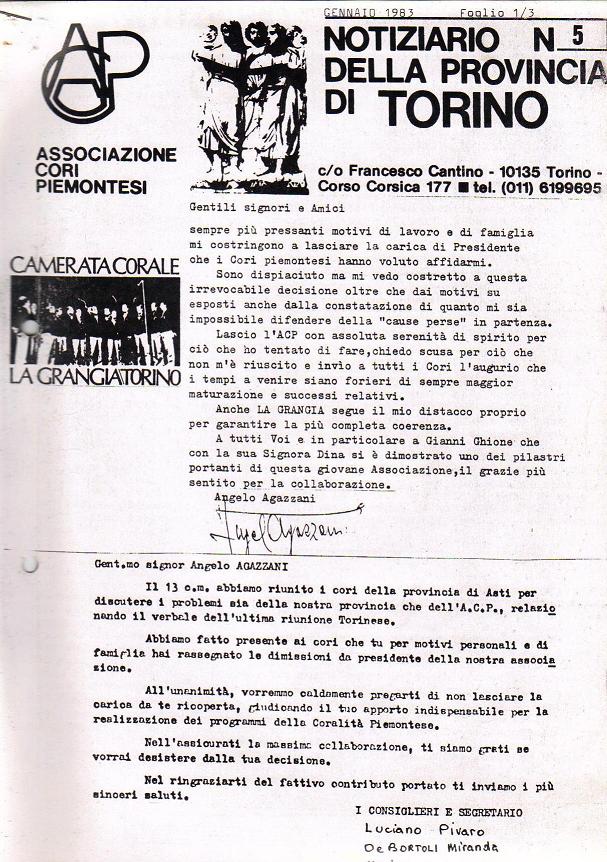 GENNAIO 1983 Foglio 1/3
ACP
NOTIZIARIO N 5
DELLA PROVINCIA
DI TORINO
ASSOCIAZIONE
CORI
PIEMONTESI
c/o Francesco Cantino - 10135 Torino -
Corso Corsica 177 ■ tel. (011) 6199695
Gentili signori e Amici
sempre più pressanti motivi di lavoro e di famiglia
mi costringono a lasciare la carica di Presidente
che i Cori piemontesi hanno voluto affidarmi.
Sono dispiaciuto ma mi vedo costretto a questa
irrevocabile decisione oltre che dai motivi su
esposti anche dalla constatazione di quanto mi sia
impossibile difendere della "cause perse" in partenza.
Lascio l'ACP con assoluta serenità di spirito per
ciò che ho tentato di fare,chiedo scusa per ciò che
non m'è riuscito e invio a tutti i Cori l'augurio che
i tempi a venire siano forieri di sempre maggior
maturazione e successi relativi.
Anche LA GRANGIA segue il mio distacco proprio
per garantire la più completa coerenza.
A tutti Voi e in particolare a Gianni Ghione che
con la sua Signora Dina si è dimostrato uno dei pilastri
portanti di questa giovane Associazione,il grazie più
sentito per la collaborazione.
Angelo Agazzani
Angel Agazzani
CAMERATA CORALE
LA GRANGIA TORINO
Gent.mo signor Angelo AGAZZANI
Il 13 c.m. abbiamo riunito i cori della provincia di Asti per
discutere i problemi sia della nostra provincia che dell'A.C.P., relazio
nando il verbale dell'ultima riunione Torinese.
Abbiamo fatto presente ai cori che tu per motivi personali e di
famiglia hai rassegnato le dimissioni da presidente della nostra associa
zione.
All'unanimità, vorremmo caldamente pregarti di non lasciare la
carica da te ricoperta, giudicando il tuo apporto indispensabile per la
realizzazione dei programmi della Coralità Piemontese.
Nell'assicurati la massima collaborazione, ti siamo grati se
vorrai desistere dalla tua decisione.
Nel ringraziarti del fattivo contributo portato ti inviamo i più
sinceri saluti.
I CONSIGLIERI E SEGRETARIO
Luciano Pivaro
De BORTOLI Miranda